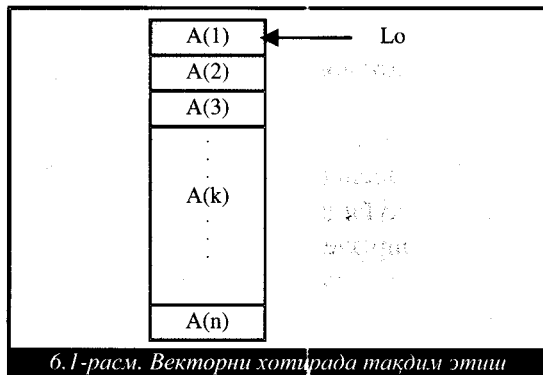 A(1) Lo
A(2)
A(3)
A(k)
A(n)
6.1-расм. Векторни хотирада тақдим этиш